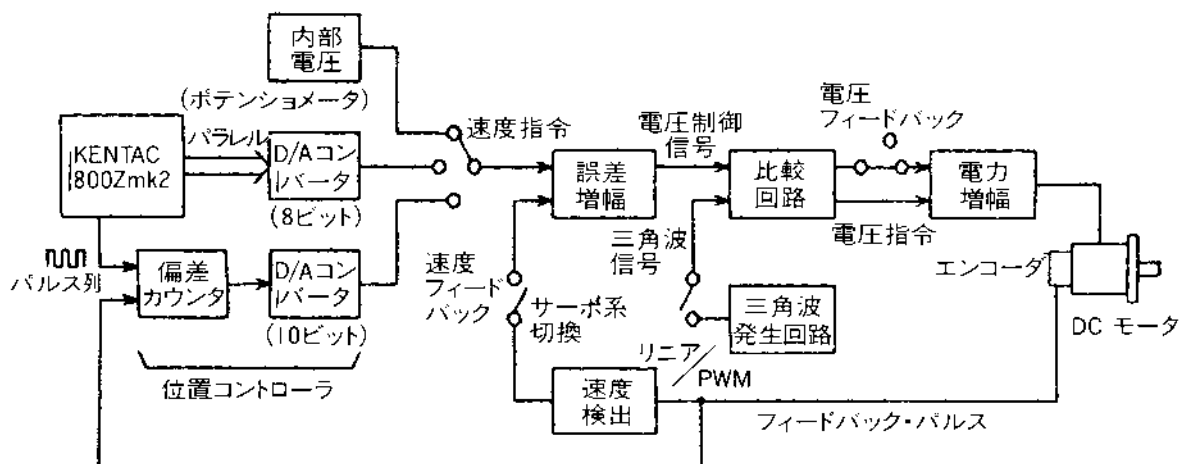 内部
電圧
(ポテンショメータ)
KENTAC
800Zmk2
パラレル
D/Aコン
バータ
(8ビット)
速度指令
誤差
増幅
電圧制御
信号
比較
回路
電圧
フィードバック
電力
増幅
電圧指令
パルス列
偏差
カウンタ
D/Aコン
バータ
(10ビット)
位置コントローラ
速度
フィード
バック
サーボ系
切換
三角波
信号
三角波
発生回路
リニア/
PWM
速度
検出
エンコータ
DC モータ
フィードバック・パルス